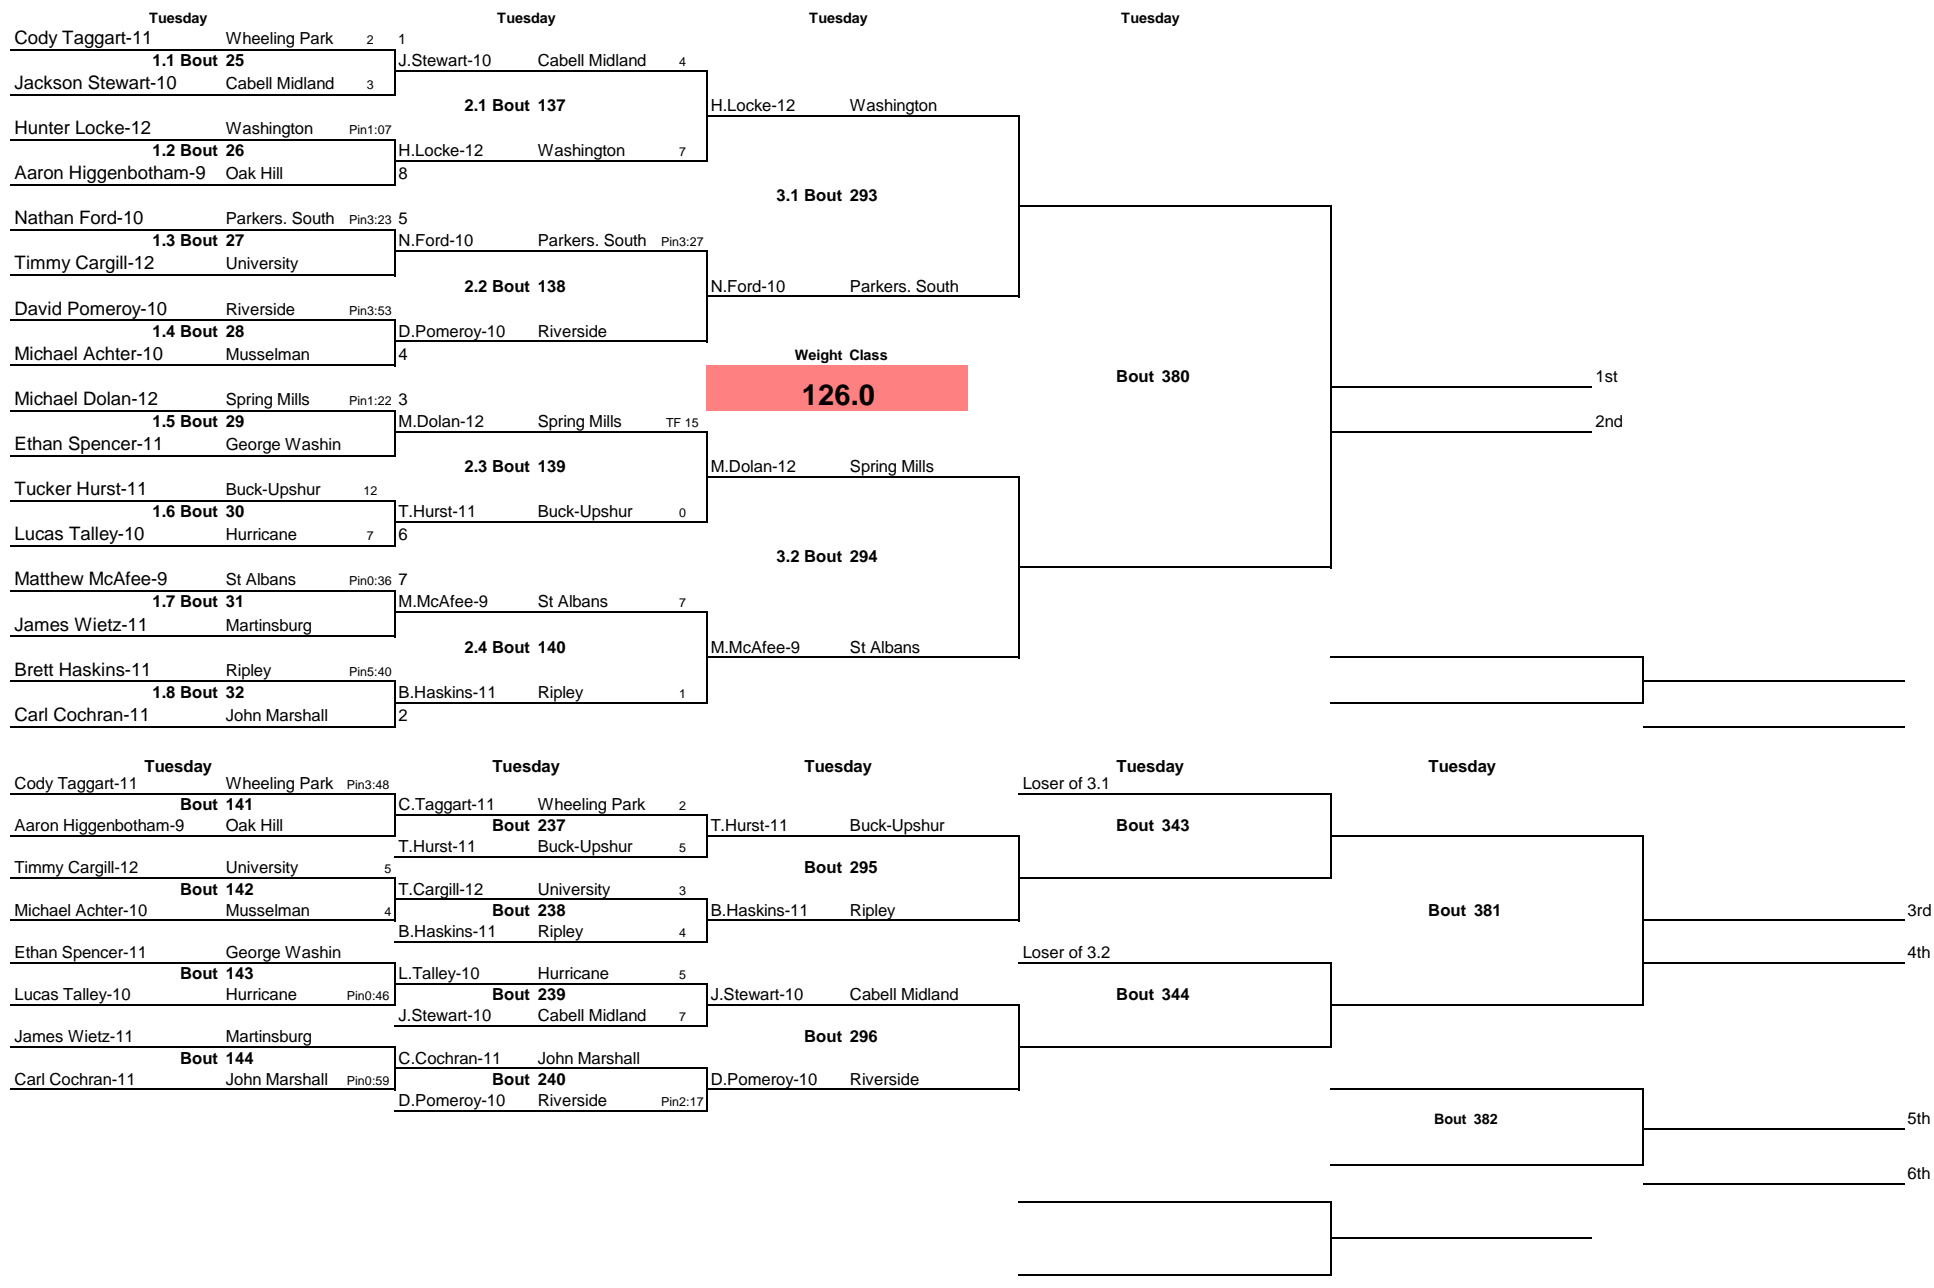 Tuesday Tuesday Tuesday Tuesday
Cody Taggart-11 Wheeling Park 2 1
1.1 Bout 25 J.Stewart-10 Cabell Midland 4
Jackson Stewart-10 Cabell Midland 3
2.1 Bout 137 H.Locke-12 Washington
Hunter Locke-12 Washington Pin1:07
1.2 Bout 26 H.Locke-12 Washington 7
Aaron Higgenbotham-9 Oak Hill 8
3.1 Bout 293
Nathan Ford-10 Parkers. South Pin3:23 5
1.3 Bout 27 N.Ford-10 Parkers. South Pin3:27
Timmy Cargill-12 University
2.2 Bout 138 N.Ford-10 Parkers. South
David Pomeroy-10 Riverside Pin3:53
1.4 Bout 28 D.Pomeroy-10 Riverside
Michael Achter-10 Musselman 4 Weight Class
Bout 380 1st
Michael Dolan-12 Spring Mills Pin1:22 3 126.0
1.5 Bout 29 M.Dolan-12 Spring Mills TF 15 2nd
Ethan Spencer-11 George Washin
2.3 Bout 139 M.Dolan-12 Spring Mills
Tucker Hurst-11 Buck-Upshur 12
1.6 Bout 30 T.Hurst-11 Buck-Upshur 0
Lucas Talley-10 Hurricane 7 6
3.2 Bout 294
Matthew McAfee-9 St Albans Pin0:36 7
1.7 Bout 31 M.McAfee-9 St Albans 7
James Wietz-11 Martinsburg
2.4 Bout 140 M.McAfee-9 St Albans
Brett Haskins-11 Ripley Pin5:40
1.8 Bout 32 B.Haskins-11 Ripley 1
Carl Cochran-11 John Marshall 2
Tuesday Tuesday Tuesday Tuesday Tuesday
Cody Taggart-11 Wheeling Park Pin3:48 Loser of 3.1
Bout 141 C.Taggart-11 Wheeling Park 2
Aaron Higgenbotham-9 Oak Hill Bout 237 T.Hurst-11 Buck-Upshur Bout 343
T.Hurst-11 Buck-Upshur 5
Timmy Cargill-12 University 5 Bout 295
Bout 142 T.Cargill-12 University 3
Michael Achter-10 Musselman 4 Bout 238 B.Haskins-11 Ripley Bout 381 3rd
B.Haskins-11 Ripley 4
Ethan Spencer-11 George Washin Loser of 3.2 4th
Bout 143 L.Talley-10 Hurricane 5
Lucas Talley-10 Hurricane Pin0:46 Bout 239 J.Stewart-10 Cabell Midland Bout 344
J.Stewart-10 Cabell Midland 7
James Wietz-11 Martinsburg Bout 296
Bout 144 C.Cochran-11 John Marshall
Carl Cochran-11 John Marshall Pin0:59 Bout 240 D.Pomeroy-10 Riverside
D.Pomeroy-10 Riverside Pin2:17
Bout 382 5th
6th